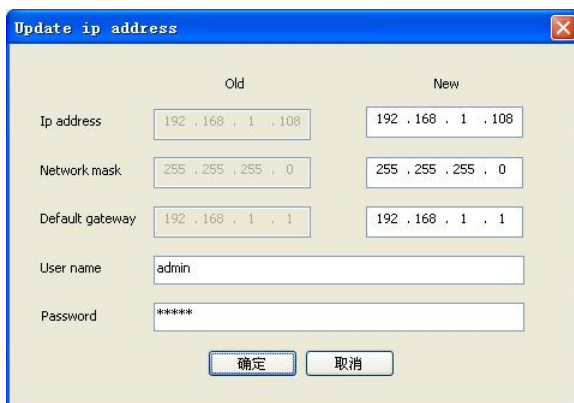 Update ip address
Old New
Ip address 192 .168 . 1 .108 192 .168 . 1 .108
Network mask 255 .255 .255 . 0 255 .255 .255 . 0
Default gateway 192 .168 . 1 . 1 192 .168 . 1 . 1
User name admin
Password *****
确定 取消